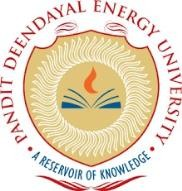 PANDIT DEENDAYAL ENERGY UNIVERSITY
• A RESERVOIR OF KNOWLEDGE •